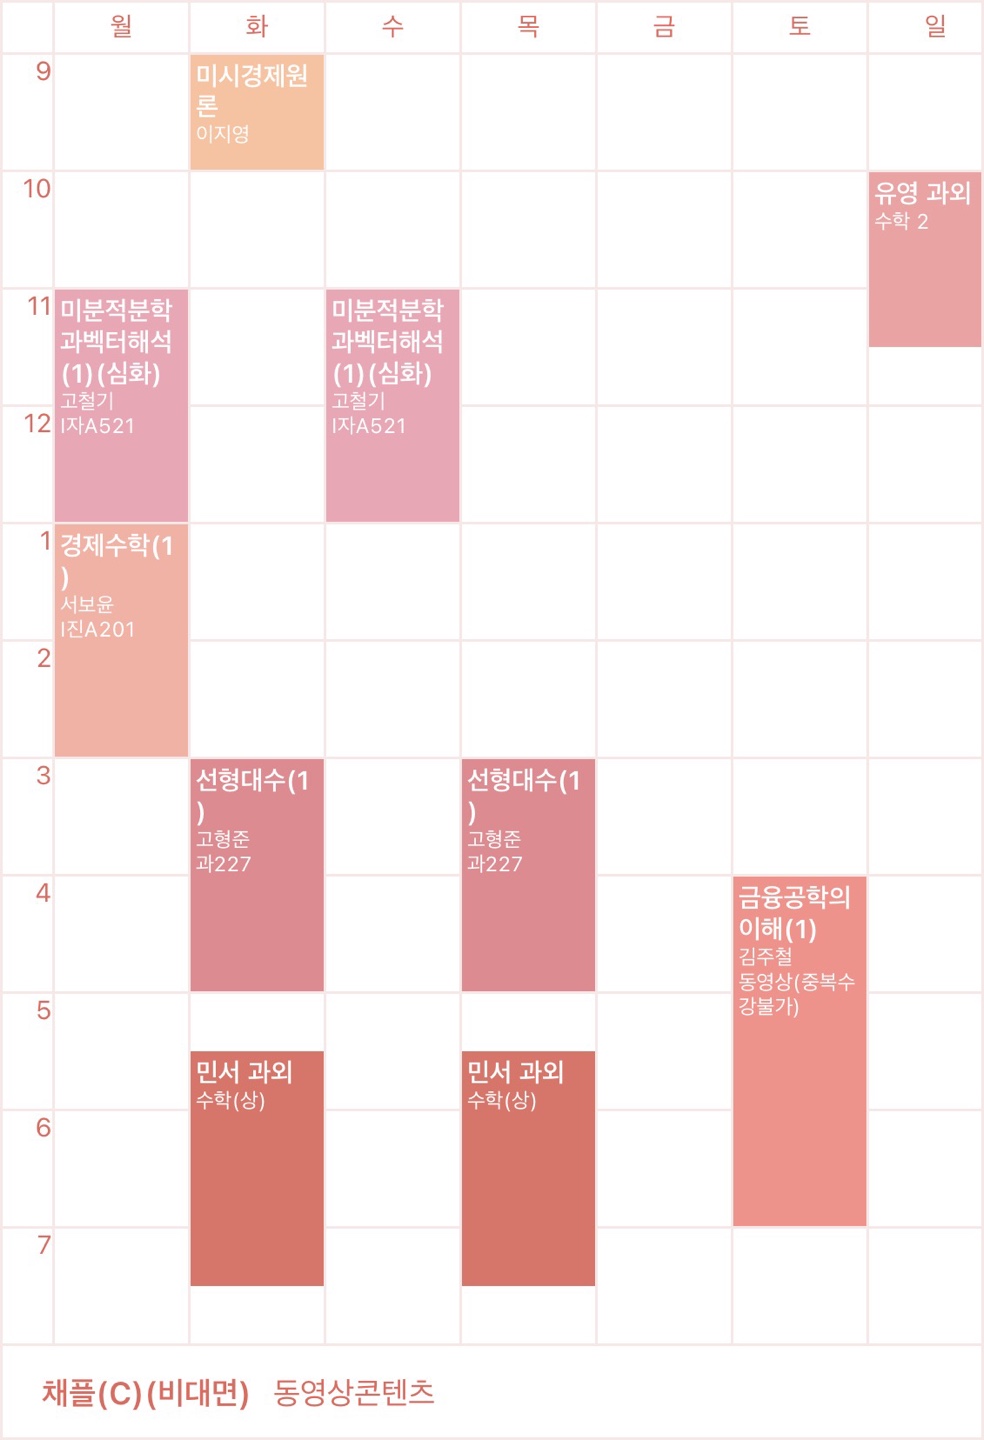 월 화 수 목 금 토 일
9
미시경제원
론
이지영
10
유영 과외
수학 2
11
미분적분학
과벡터해석
(1)(심화)
고철기
I자A521
미분적분학
과벡터해석
(1)(심화)
고철기
I자A521
12
1
경제수학(1
)
서보윤
I진A201
2
3
선형대수(1
)
고형준
과227
선형대수(1
)
고형준
과227
4
금융공학의
이해(1)
김주철
동영상(중복수
강불가)
5
민서 과외
수학(상)
민서 과외
수학(상)
6
7
채플(C)(비대면) 동영상콘텐츠